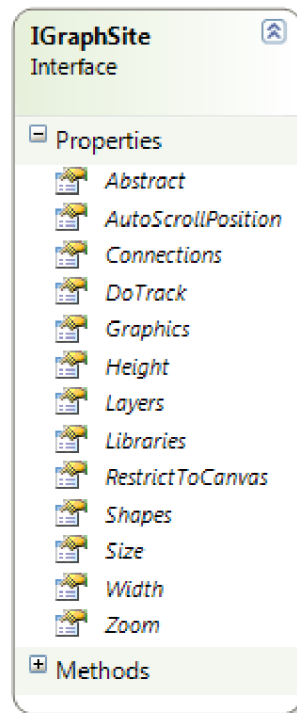 IGraphSite
Interface
Properties
Abstract
AutoScrollPosition
Connections
DoTrack
Graphics
Height
Layers
Libraries
RestrictToCanvas
Shapes
Size
Width
Zoom
Methods